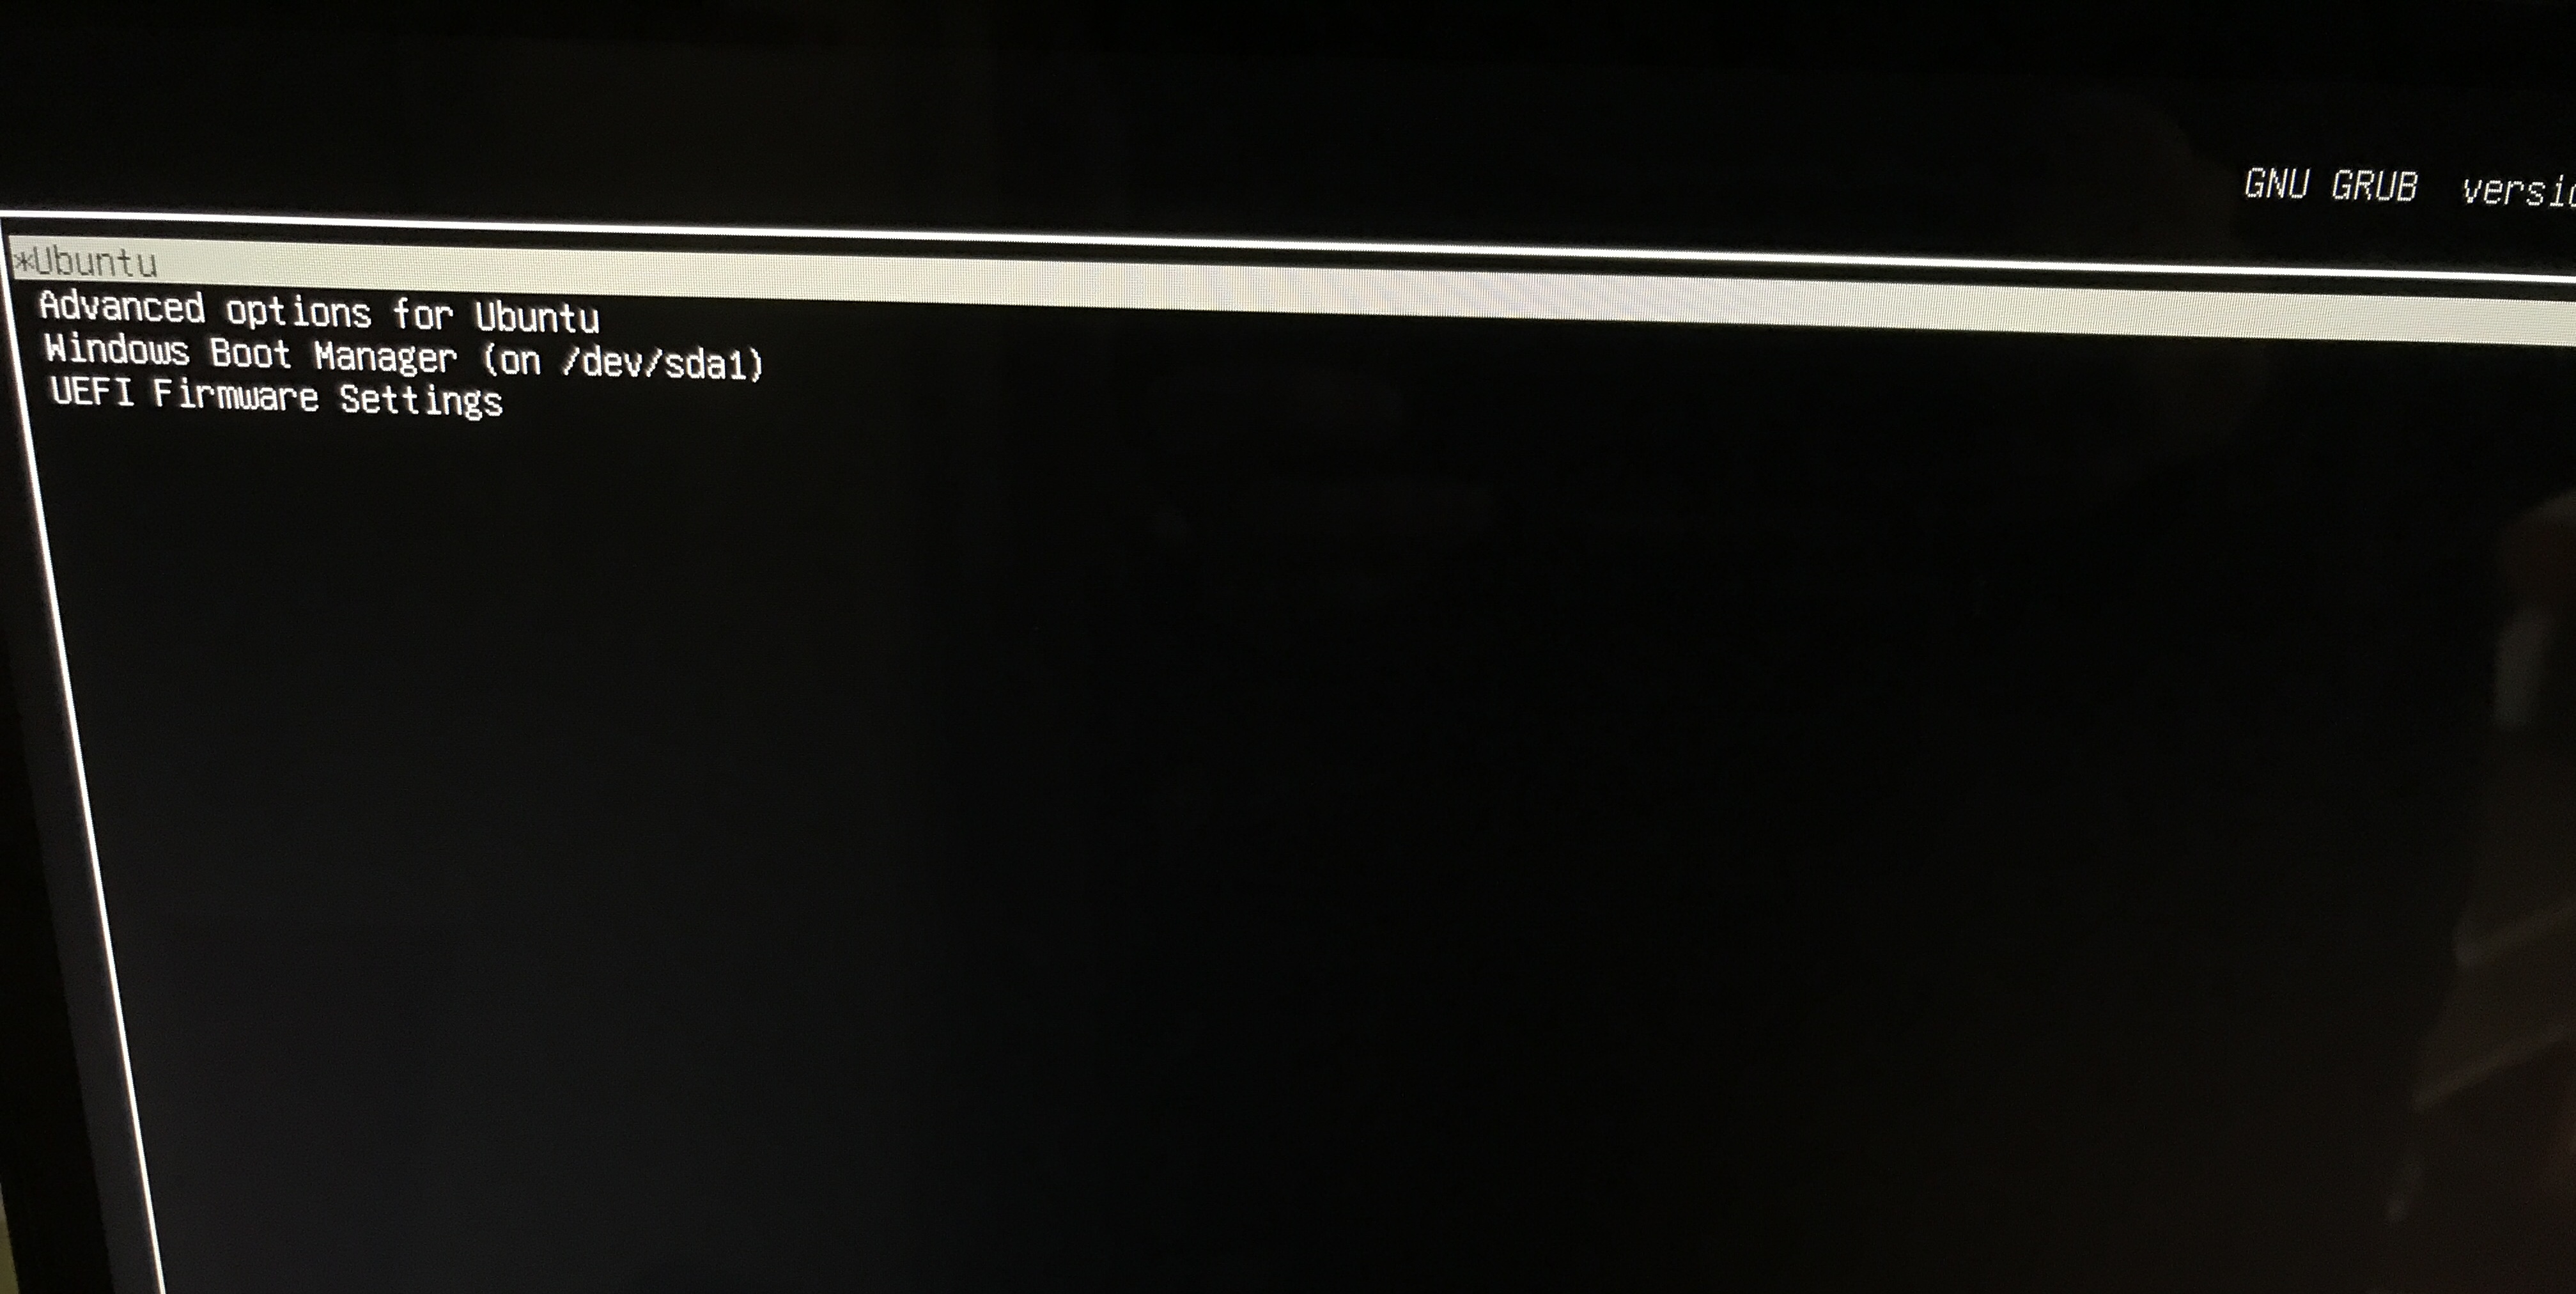 GNU GRUB
*Ubuntu
Advanced options for Ubuntu
Windows Boot Manager (on /dev/sda1)
UEFI Firmware Settings